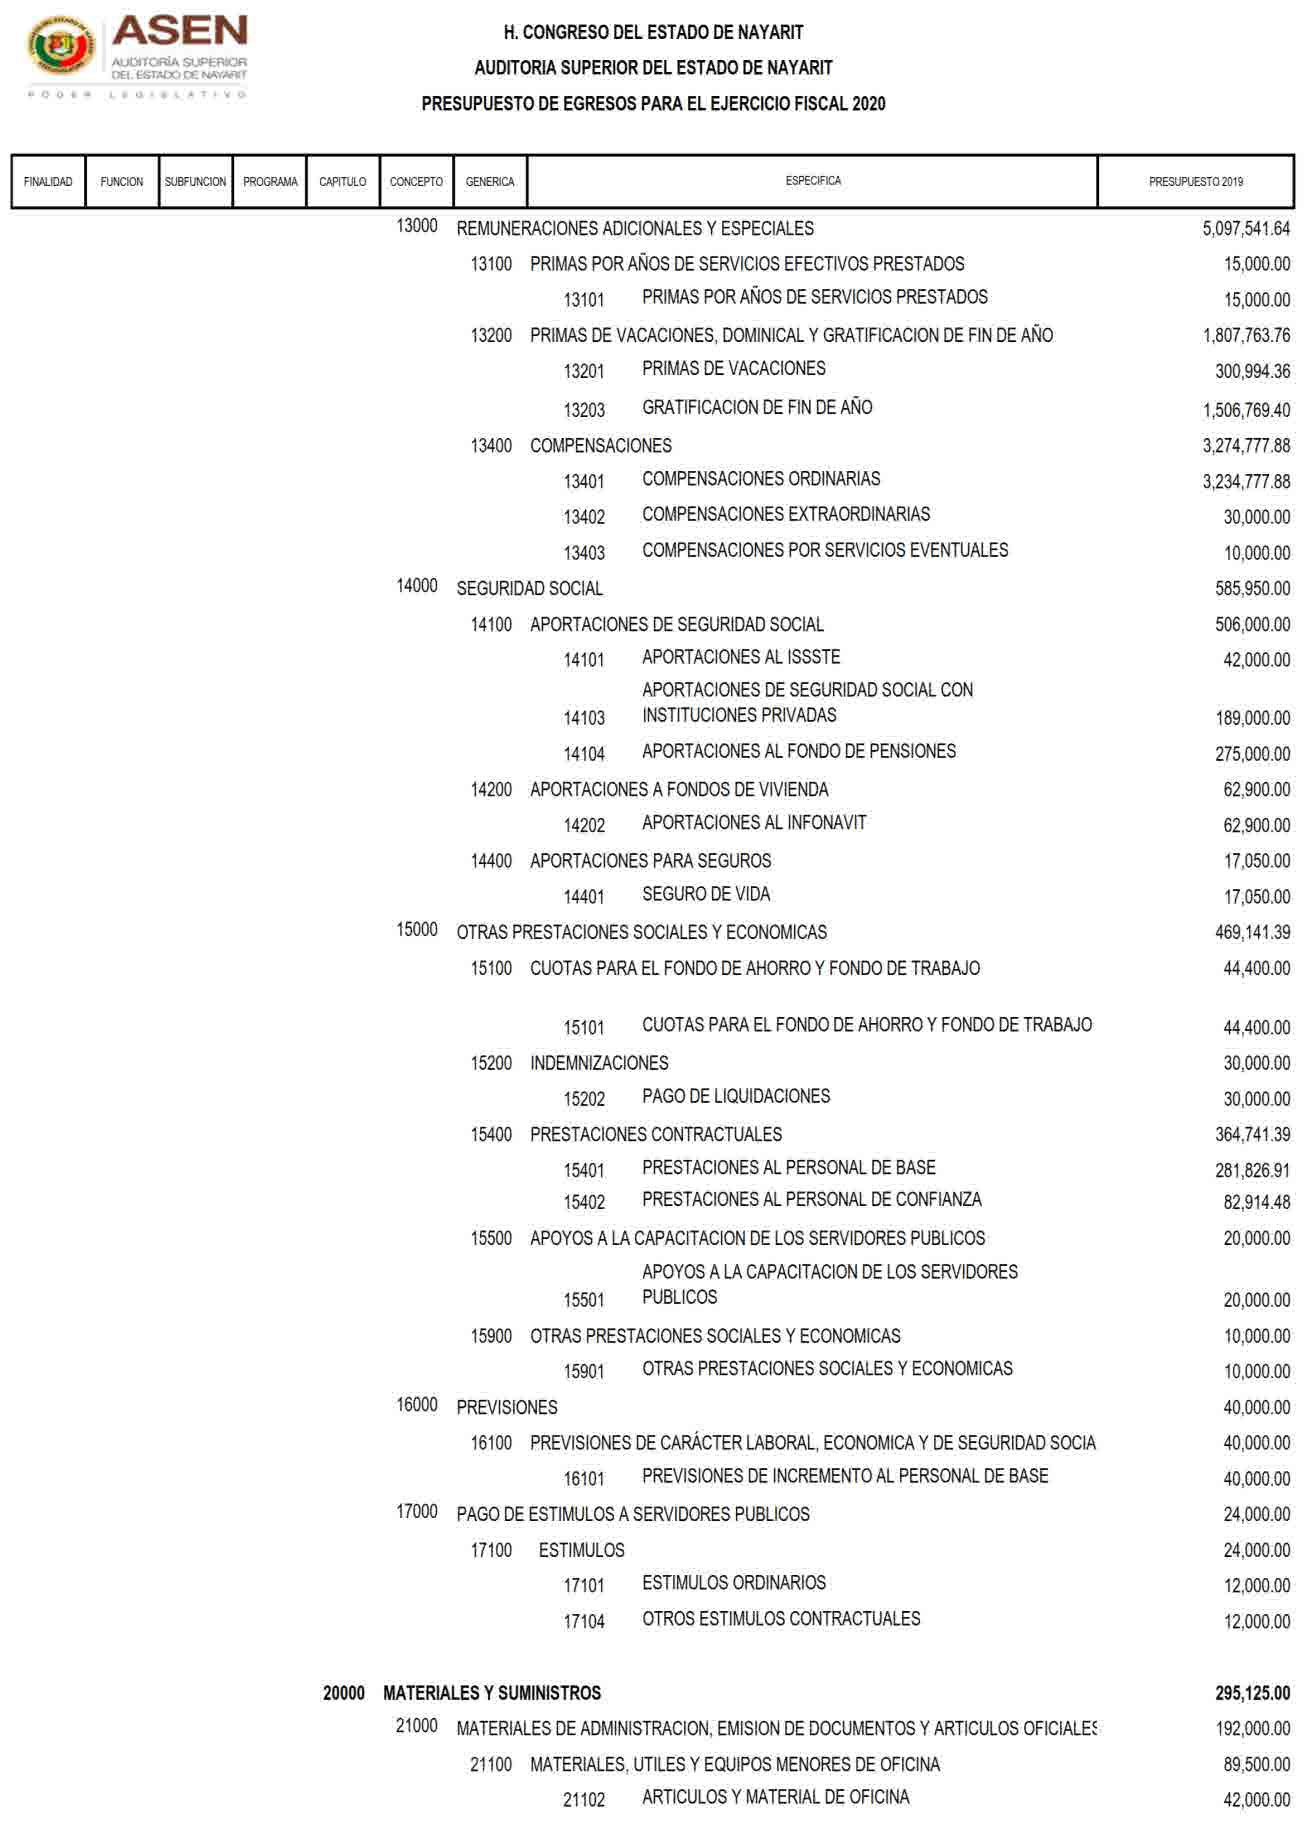 ASEN
AUDITORÍA SUPERIOR
DEL ESTADO DE NAYARIT
PODER LEGISLATIVO
H. CONGRESO DEL ESTADO DE NAYARIT
AUDITORIA SUPERIOR DEL ESTADO DE NAYARIT
PRESUPUESTO DE EGRESOS PARA EL EJERCICIO FISCAL 2020
FINALIDAD FUNCION SUBFUNCION PROGRAMA CAPITULO CONCEPTO GENERICA ESPECIFICA PRESUPUESTO 2019
13000 REMUNERACIONES ADICIONALES Y ESPECIALES 5,097,541.64
13100 PRIMAS POR AÑOS DE SERVICIOS EFECTIVOS PRESTADOS 15,000.00
13101 PRIMAS POR AÑOS DE SERVICIOS PRESTADOS 15,000.00
13200 PRIMAS DE VACACIONES, DOMINICAL Y GRATIFICACION DE FIN DE AÑO 1,807,763.76
13201 PRIMAS DE VACACIONES 300,994.36
13203 GRATIFICACION DE FIN DE AÑO 1,506,769.40
13400 COMPENSACIONES 3,274,777.88
13401 COMPENSACIONES ORDINARIAS 3,234,777.88
13402 COMPENSACIONES EXTRAORDINARIAS 30,000.00
13403 COMPENSACIONES POR SERVICIOS EVENTUALES 10,000.00
14000 SEGURIDAD SOCIAL 585,950.00
14100 APORTACIONES DE SEGURIDAD SOCIAL 506,000.00
14101 APORTACIONES AL ISSSTE 42,000.00
APORTACIONES DE SEGURIDAD SOCIAL CON
14103 INSTITUCIONES PRIVADAS 189,000.00
14104 APORTACIONES AL FONDO DE PENSIONES 275,000.00
14200 APORTACIONES A FONDOS DE VIVIENDA 62,900.00
14202 APORTACIONES AL INFONAVIT 62,900.00
14400 APORTACIONES PARA SEGUROS 17,050.00
14401 SEGURO DE VIDA 17,050.00
15000 OTRAS PRESTACIONES SOCIALES Y ECONOMICAS 469,141.39
15100 CUOTAS PARA EL FONDO DE AHORRO Y FONDO DE TRABAJO 44,400.00
15101 CUOTAS PARA EL FONDO DE AHORRO Y FONDO DE TRABAJO 44,400.00
15200 INDEMNIZACIONES 30,000.00
15202 PAGO DE LIQUIDACIONES 30,000.00
15400 PRESTACIONES CONTRACTUALES 364,741.39
15401 PRESTACIONES AL PERSONAL DE BASE 281,826.91
15402 PRESTACIONES AL PERSONAL DE CONFIANZA 82,914.48
15500 APOYOS A LA CAPACITACION DE LOS SERVIDORES PUBLICOS 20,000.00
APOYOS A LA CAPACITACION DE LOS SERVIDORES
15501 PUBLICOS 20,000.00
15900 OTRAS PRESTACIONES SOCIALES Y ECONOMICAS 10,000.00
15901 OTRAS PRESTACIONES SOCIALES Y ECONOMICAS 10,000.00
16000 PREVISIONES 40,000.00
16100 PREVISIONES DE CARÁCTER LABORAL, ECONOMICA Y DE SEGURIDAD SOCIA 40,000.00
16101 PREVISIONES DE INCREMENTO AL PERSONAL DE BASE 40,000.00
17000 PAGO DE ESTIMULOS A SERVIDORES PUBLICOS 24,000.00
17100 ESTIMULOS 24,000.00
17101 ESTIMULOS ORDINARIOS 12,000.00
17104 OTROS ESTIMULOS CONTRACTUALES 12,000.00
20000 MATERIALES Y SUMINISTROS 295,125.00
21000 MATERIALES DE ADMINISTRACION, EMISION DE DOCUMENTOS Y ARTICULOS OFICIALES 192,000.00
21100 MATERIALES, UTILES Y EQUIPOS MENORES DE OFICINA 89,500.00
21102 ARTICULOS Y MATERIAL DE OFICINA 42,000.00